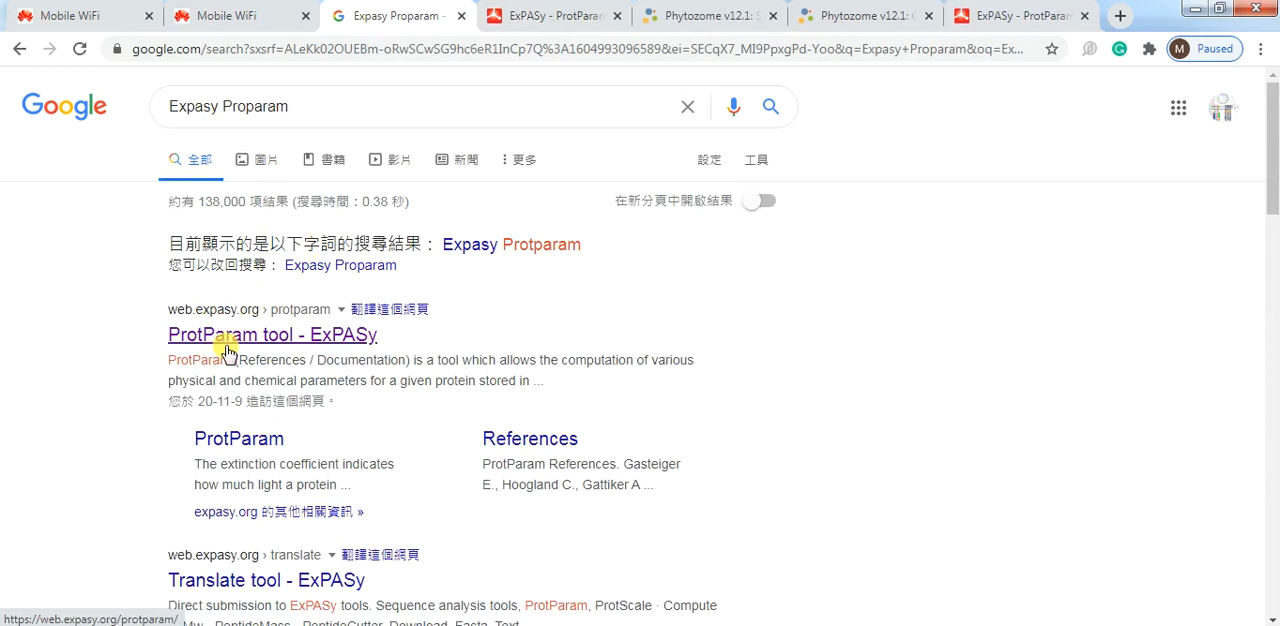 Mobile WiFi
Mobile WiFi
Expasy Proparam -
ExPASy - ProtParam
Phytozome v12.1: S
Phytozome v12.1:
ExPASy - ProtParam
google.com/search?sxsrf=ALeKk02OUEBm-oRwSCwSG9hc6eR1InCp7Q%3A1604993096589&ei=SECqX7_MI9PpxgPd-Yoo&q=Expasy+Proparam&oq=Ex...
M Paused
Google
Expasy Proparam
全部 圖片 書籍 影片 新聞 更多 設定 工具
約有 138,000 項結果 (搜尋時間：0.38 秒) 在新分頁中開啟結果
目前顯示的是以下字詞的搜尋結果： Expasy Protparam
您可以改回搜尋： Expasy Proparam
web.expasy.org › protparam ▾ 翻譯這個網頁
ProtParam tool - ExPASy
ProtParam (References / Documentation) is a tool which allows the computation of various
physical and chemical parameters for a given protein stored in ...
您於 20-11-9 造訪這個網頁。
ProtParam
The extinction coefficient indicates
how much light a protein ...
References
ProtParam References. Gasteiger
E., Hoogland C., Gattiker A ...
expasy.org 的其他相關資訊 »
web.expasy.org › translate ▾ 翻譯這個網頁
Translate tool - ExPASy
Direct submission to ExPASy tools. Sequence analysis tools, ProtParam, ProtScale · Compute
Mw · PeptideMass · PeptideCutter. Download. Fasta. Text.
https://web.expasy.org/protparam/